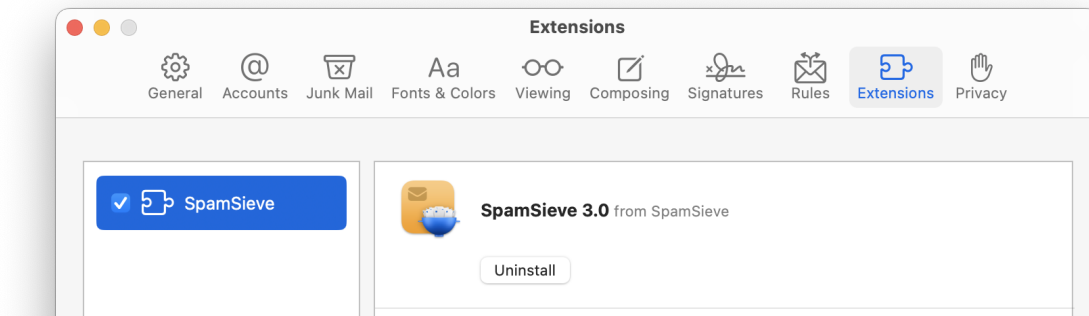 Extensions
General Accounts Junk Mail Fonts & Colors Viewing Composing Signatures Rules Extensions Privacy
SpamSieve
SpamSieve 3.0 from SpamSieve
Uninstall